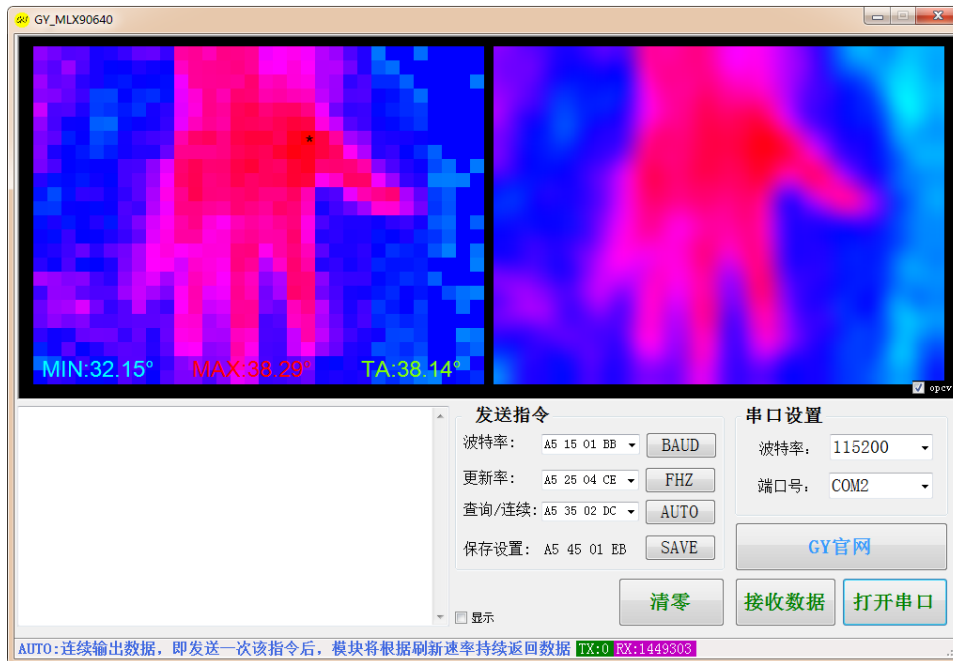 GY_MLX90640
MIN:32.15° MAX:38.29° TA:38.14°
opcv
发送指令
波特率: A5 15 01 BB BAUD
更新率: A5 25 04 CE FHZ
查询/连续: A5 35 02 DC AUTO
保存设置: A5 45 01 EB SAVE
串口设置
波特率: 115200
端口号: COM2
GY官网
显示
清零
接收数据
打开串口
AUTO:连续输出数据，即发送一次该指令后，模块将根据刷新速率持续返回数据 TX:0 RX:1449303